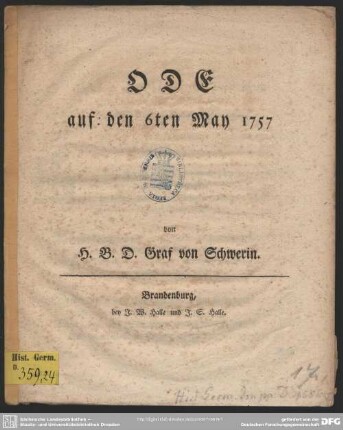 ODE
auf den 6ten May 1757
von
H. B. D. Graf von Schwerin.
Brandenburg,
bey J. W. Halle und J. S. Halle.
Hist. Germ.
359,24
DFG